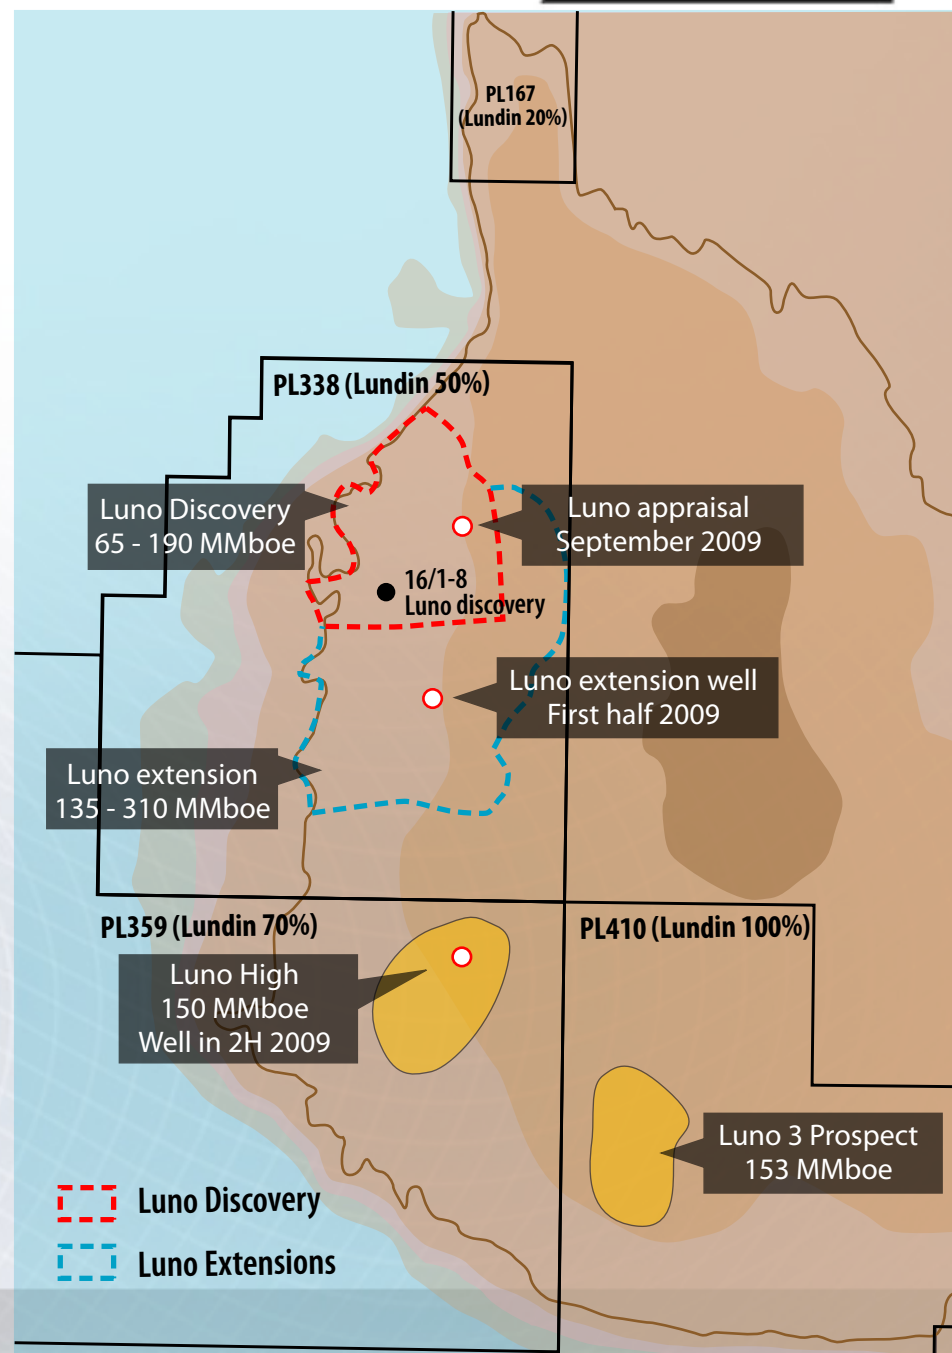 PL167
(Lundin 20%)
PL338 (Lundin 50%)
Luno Discovery
65 - 190 MMboe
Luno appraisal
September 2009
16/1-8
Luno discovery
Luno extension well
First half 2009
Luno extension
135 - 310 MMboe
PL359 (Lundin 70%)
PL410 (Lundin 100%)
Luno High
150 MMboe
Well in 2H 2009
Luno 3 Prospect
153 MMboe
Luno Discovery
Luno Extensions